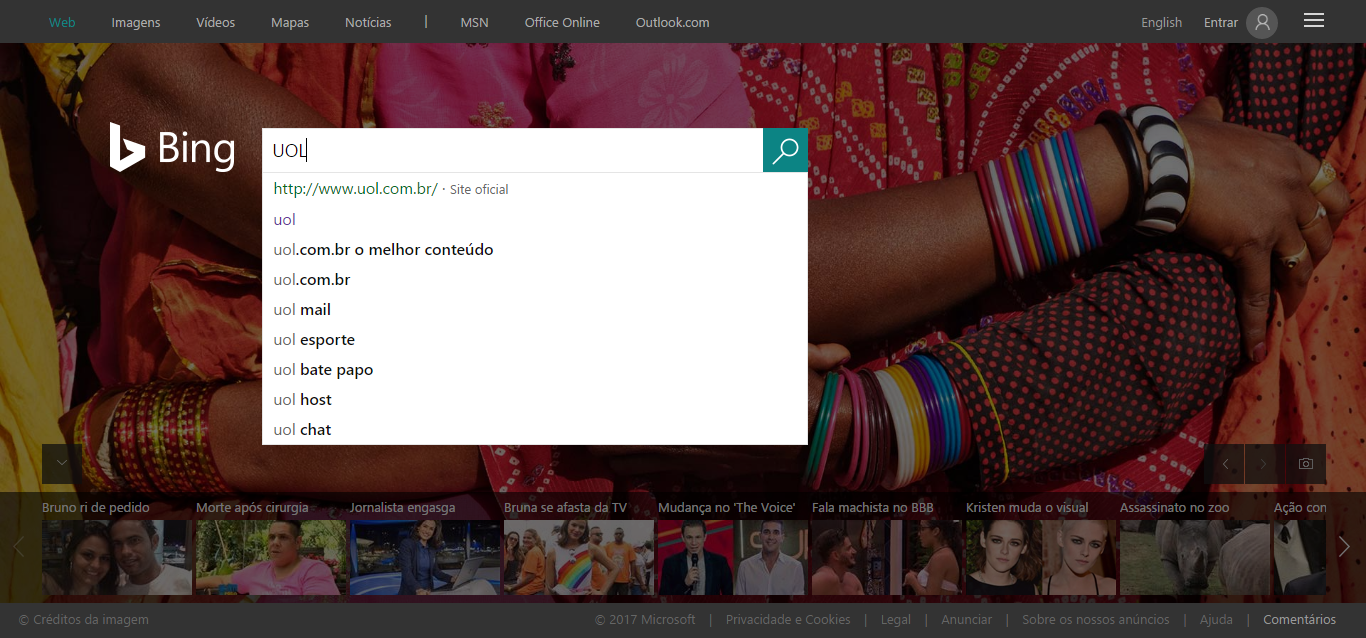 Web Imagens Vídeos Mapas Notícias | MSN Office Online Outlook.com English Entrar
Bing
UOL
http://www.uol.com.br/ · Site oficial
uol
uol.com.br o melhor conteúdo
uol.com.br
uol mail
uol esporte
uol bate papo
uol host
uol chat
Bruno ri de pedido Morte após cirurgia Jornalista engasga Bruna se afasta da TV Mudança no 'The Voice' Fala machista no BBB Kristen muda o visual Assassinato no zoo Ação con
© Créditos da imagem © 2017 Microsoft | Privacidade e Cookies | Legal | Anunciar | Sobre os nossos anúncios | Ajuda | Comentários